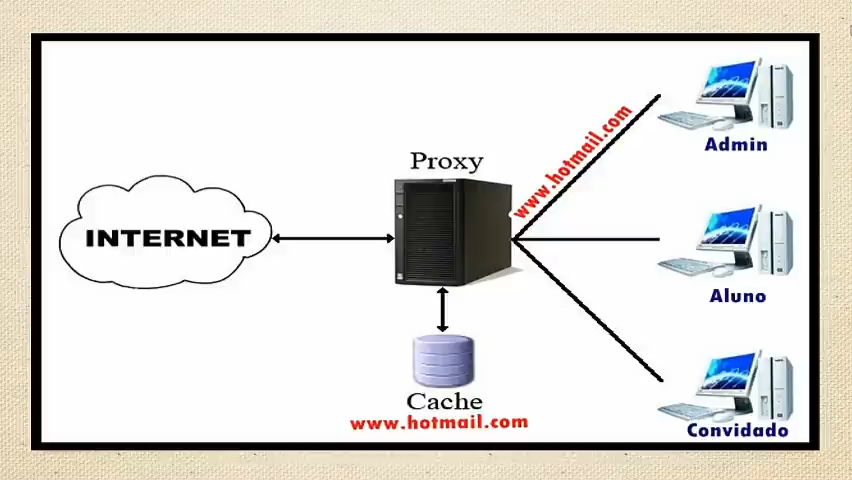 www.hotmail.com
Admin
Proxy
INTERNET
Aluno
Cache
www.hotmail.com
Convidado